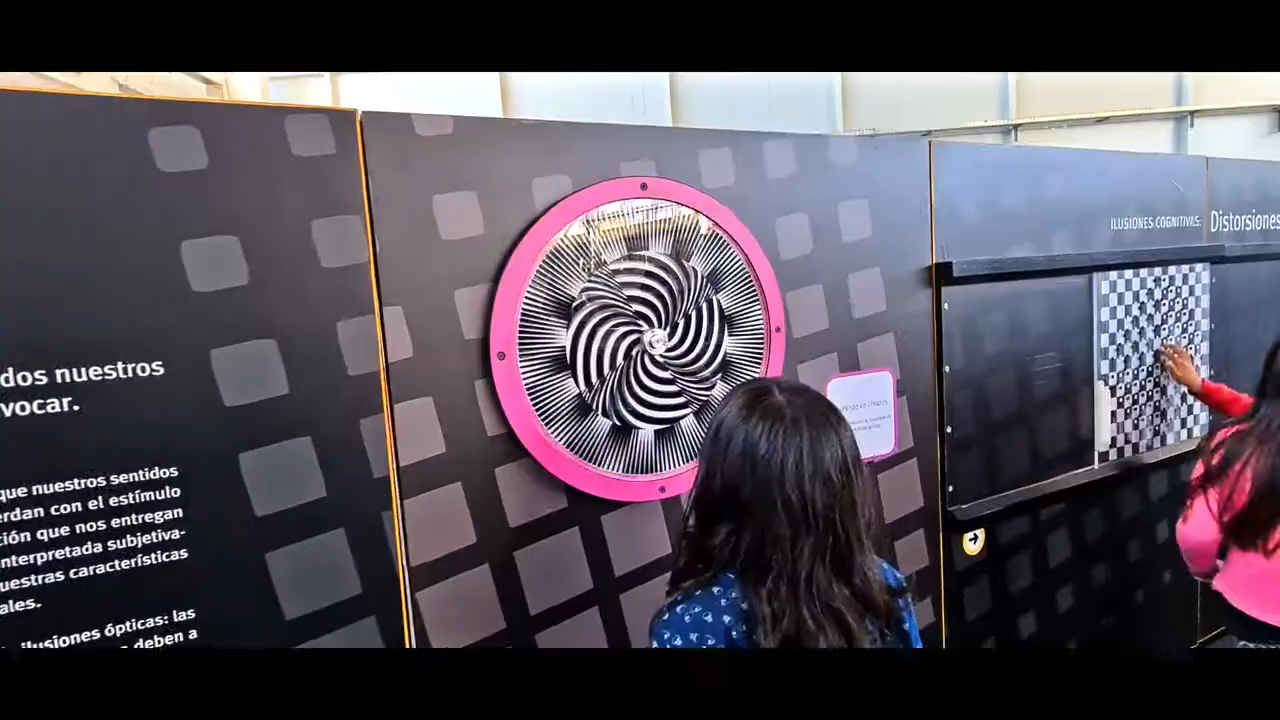 dos nuestros
vocar.
que nuestros sentidos
erdan con el estímulo
ción que nos entregan
nterpretada subjetiva-
uestras características
ales.
ilusiones ópticas: las
deben a
ILUSIONES COGNITIVAS: Distorsiones